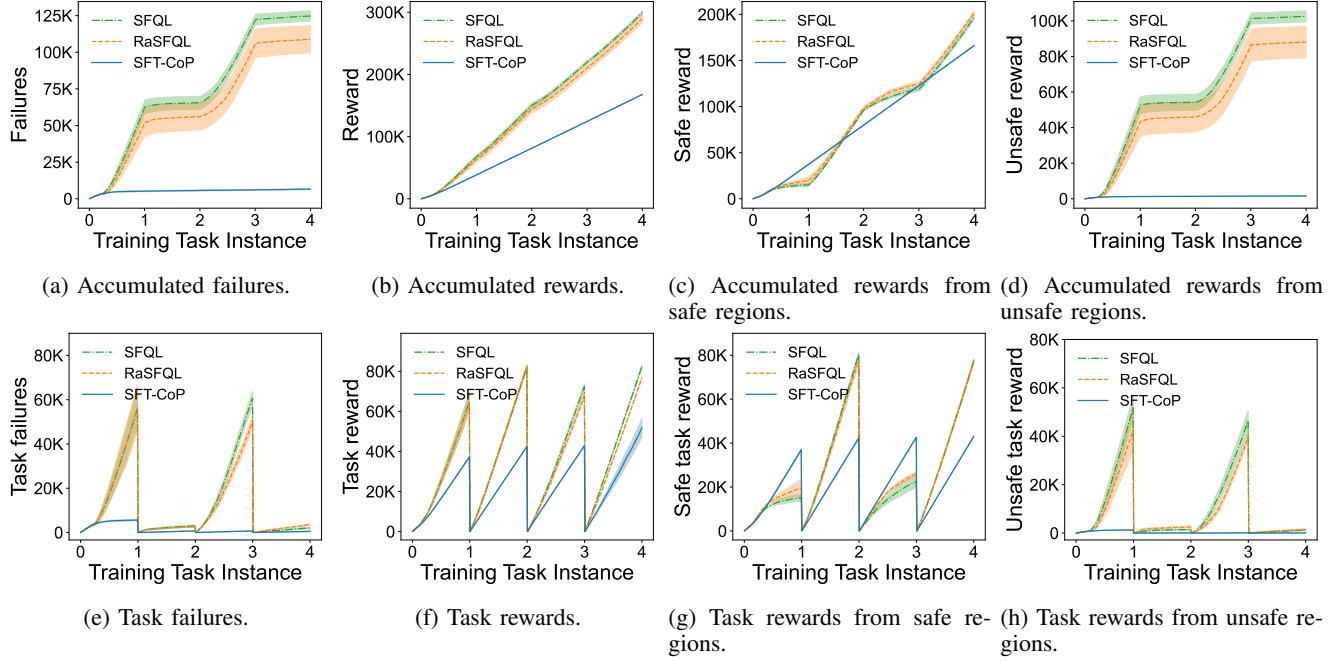 125K
100K
75K
50K
25K
0
Failures
SFQL
RaSFQL
SFT-CoP
0 1 2 3 4
Training Task Instance
(a) Accumulated failures.
300K
200K
100K
0
Reward
SFQL
RaSFQL
SFT-CoP
0 1 2 3 4
Training Task Instance
(b) Accumulated rewards.
200K
150K
100K
50K
0
Safe reward
SFQL
RaSFQL
SFT-CoP
0 1 2 3 4
Training Task Instance
(c) Accumulated rewards from
safe regions.
100K
80K
60K
40K
20K
0
Unsafe reward
SFQL
RaSFQL
SFT-CoP
0 1 2 3 4
Training Task Instance
(d) Accumulated rewards from
unsafe regions.
80K
60K
40K
20K
0
Task failures
SFQL
RaSFQL
SFT-CoP
0 1 2 3 4
Training Task Instance
(e) Task failures.
80K
60K
40K
20K
0
Task reward
SFQL
RaSFQL
SFT-CoP
0 1 2 3 4
Training Task Instance
(f) Task rewards.
80K
60K
40K
20K
0
Safe task reward
SFQL
RaSFQL
SFT-CoP
0 1 2 3 4
Training Task Instance
(g) Task rewards from safe re-
gions.
80K
60K
40K
20K
0
Unsafe task reward
SFQL
RaSFQL
SFT-CoP
0 1 2 3 4
Training Task Instance
(h) Task rewards from unsafe re-
gions.